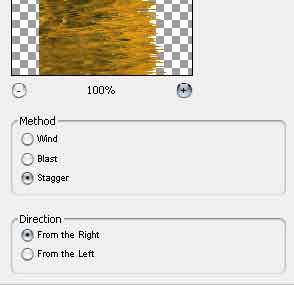 - 100% +
Method
Wind
Blast
Stagger
Direction
From the Right
From the Left